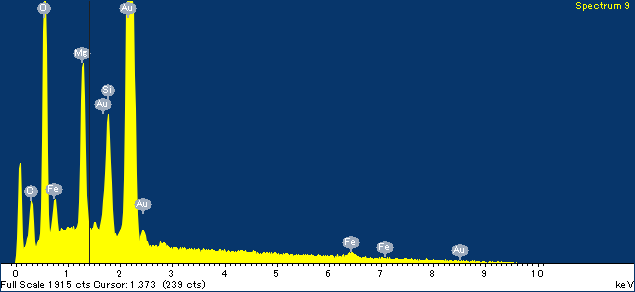 Spectrum 9
O Au
Mg
Si
Au
C Fe
Au
Fe Fe Au
0 1 2 3 4 5 6 7 8 9 10
Full Scale 1915 cts Cursor: 1.373 (239 cts) keV